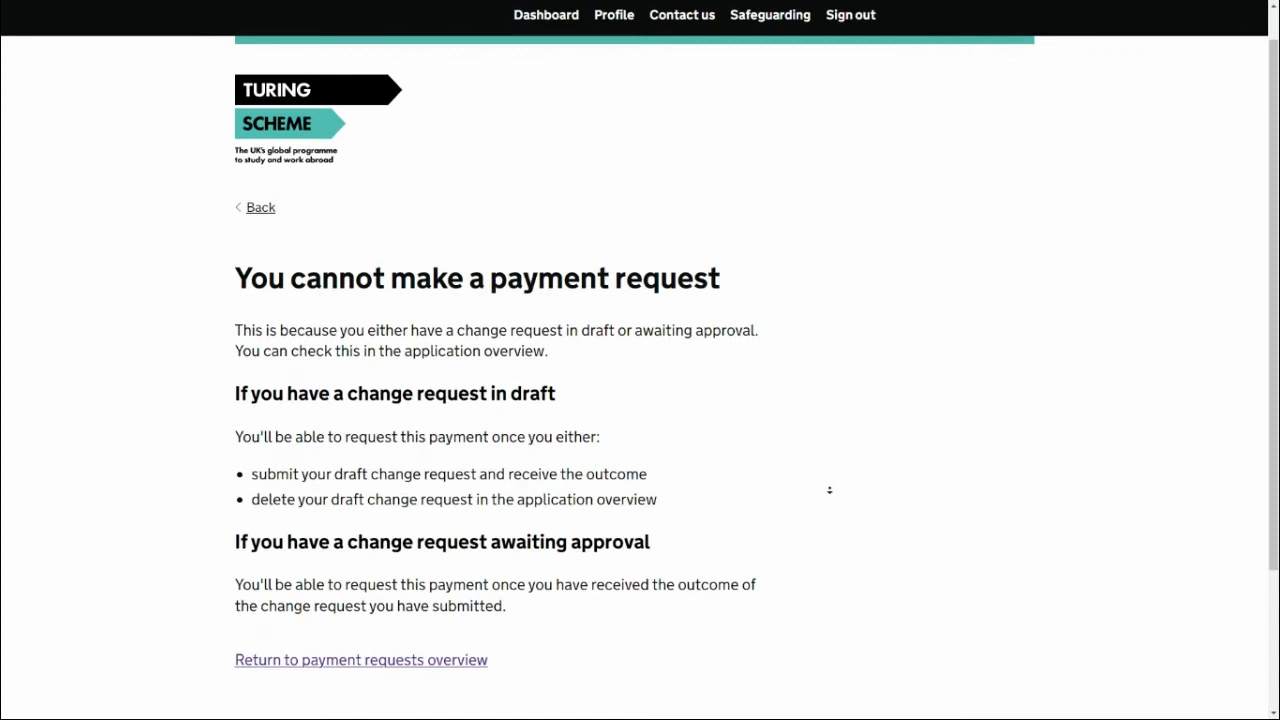 Dashboard Profile Contact us Safeguarding Sign out
TURING
SCHEME
The UK's global programme
to study and work abroad
Back
You cannot make a payment request
This is because you either have a change request in draft or awaiting approval.
You can check this in the application overview.
If you have a change request in draft
You'll be able to request this payment once you either:
• submit your draft change request and receive the outcome
• delete your draft change request in the application overview
If you have a change request awaiting approval
You'll be able to request this payment once you have received the outcome of
the change request you have submitted.
Return to payment requests overview